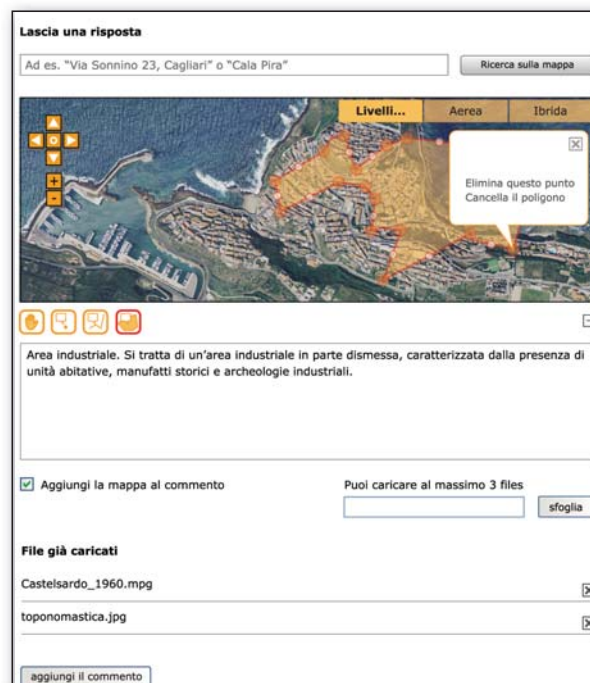 Lascia una risposta
Ad es. “Via Sonnino 23, Cagliari” o “Cala Pira”
Ricerca sulla mappa
Livelli...
Aerea
Ibrida
Elimina questo punto
Cancella il poligono
+
-
Area industriale. Si tratta di un’area industriale in parte dismessa, caratterizzata dalla presenza di
unità abitative, manufatti storici e archeologie industriali.
Aggiungi la mappa al commento
Puoi caricare al massimo 3 files
sfoglia
File già caricati
Castelsardo_1960.mpg
toponomastica.jpg
aggiungi il commento